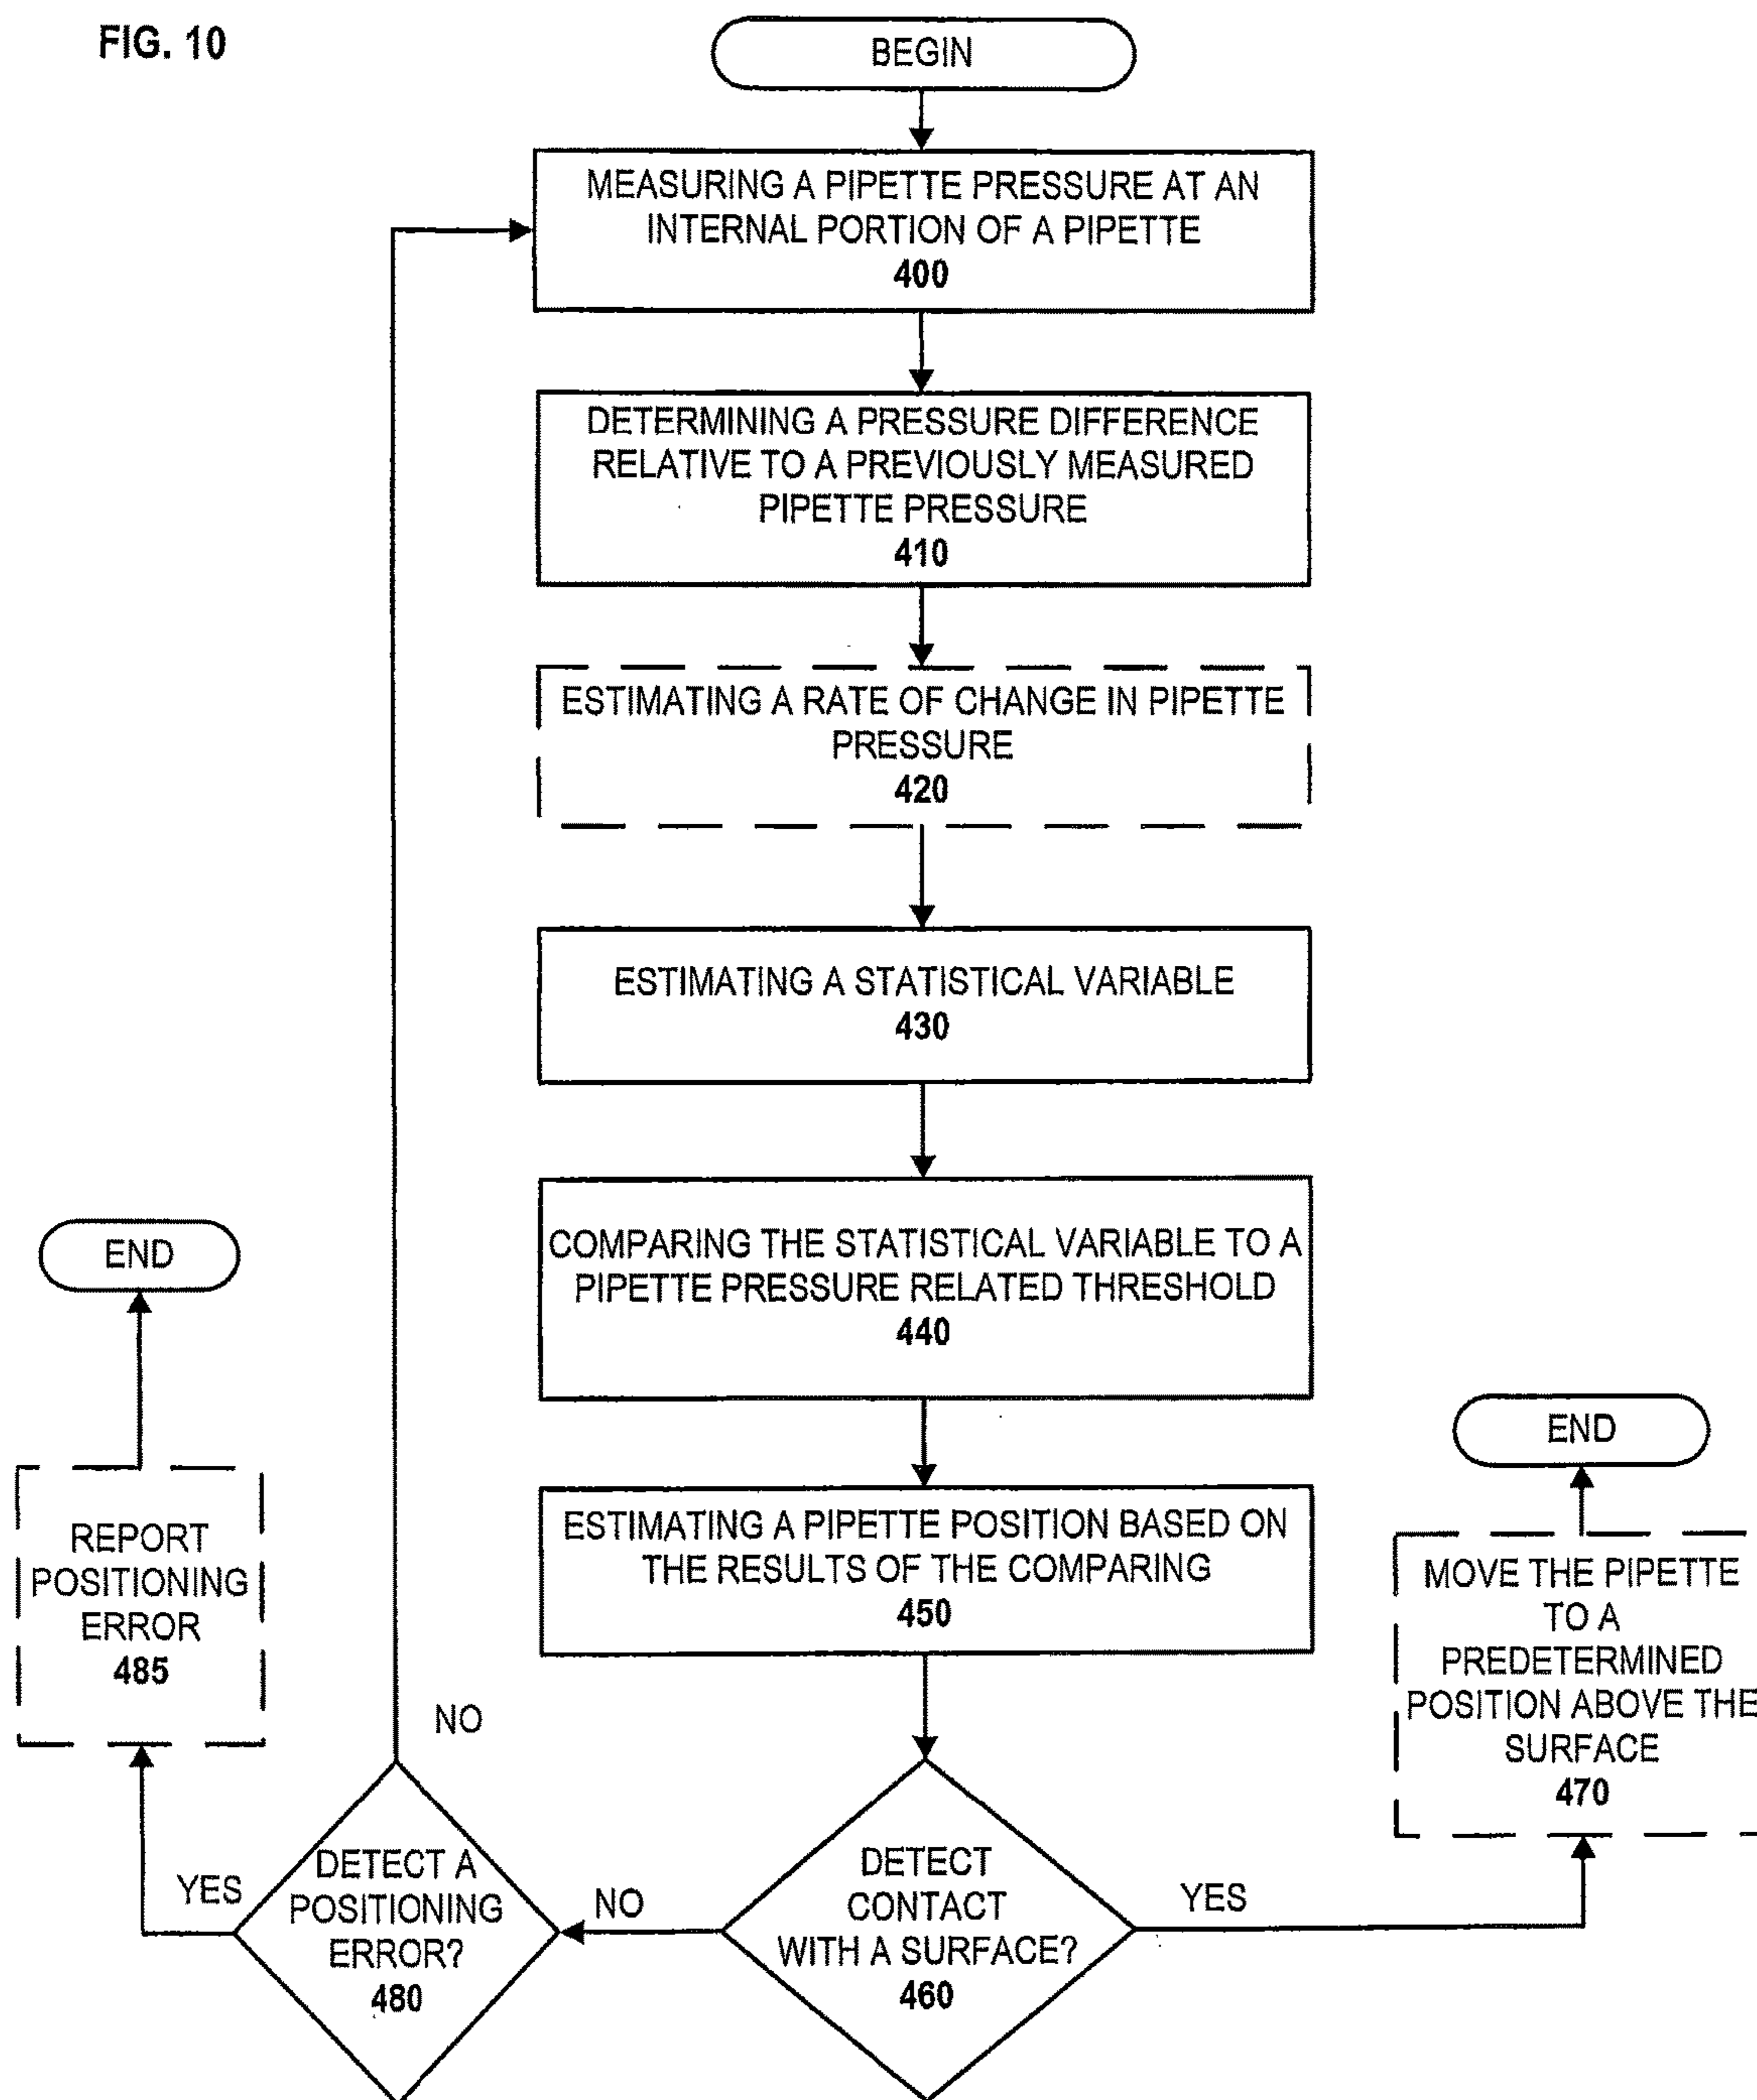 FIG. 10
BEGIN
MEASURING A PIPETTE PRESSURE AT AN
INTERNAL PORTION OF A PIPETTE
400
DETERMINING A PRESSURE DIFFERENCE
RELATIVE TO A PREVIOUSLY MEASURED
PIPETTE PRESSURE
410
ESTIMATING A RATE OF CHANGE IN PIPETTE
PRESSURE
420
ESTIMATING A STATISTICAL VARIABLE
430
COMPARING THE STATISTICAL VARIABLE TO A
PIPETTE PRESSURE RELATED THRESHOLD
440
ESTIMATING A PIPETTE POSITION BASED ON
THE RESULTS OF THE COMPARING
450
DETECT
CONTACT
WITH A SURFACE?
460
YES
MOVE THE PIPETTE
TO A
PREDETERMINED
POSITION ABOVE THE
SURFACE
470
END
NO
DETECT A
POSITIONING
ERROR?
480
NO
YES
REPORT
POSITIONING
ERROR
485
END